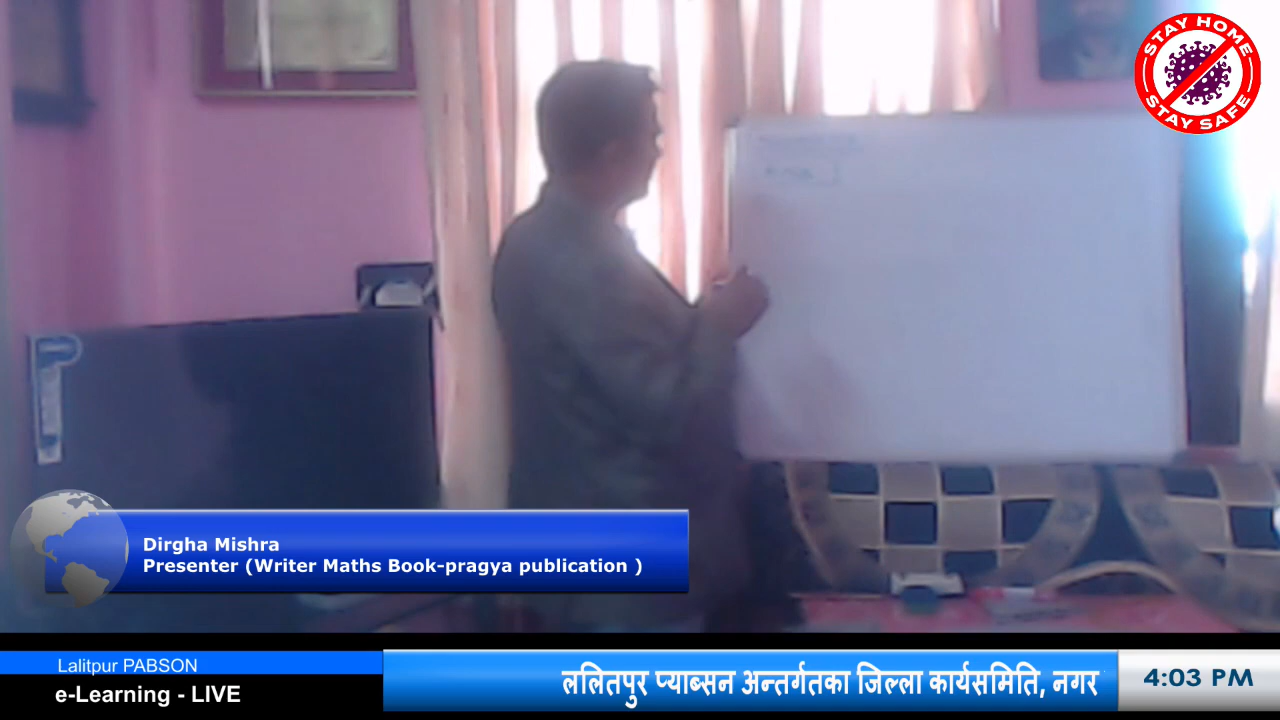 STAY HOME
STAY SAFE
Dirgha Mishra
Presenter (Writer Maths Book-pragya publication )
Lalitpur PABSON
e-Learning - LIVE
ललितपुर प्याब्सन अन्तर्गतका जिल्ला कार्यसमिति, नगर
4:03 PM